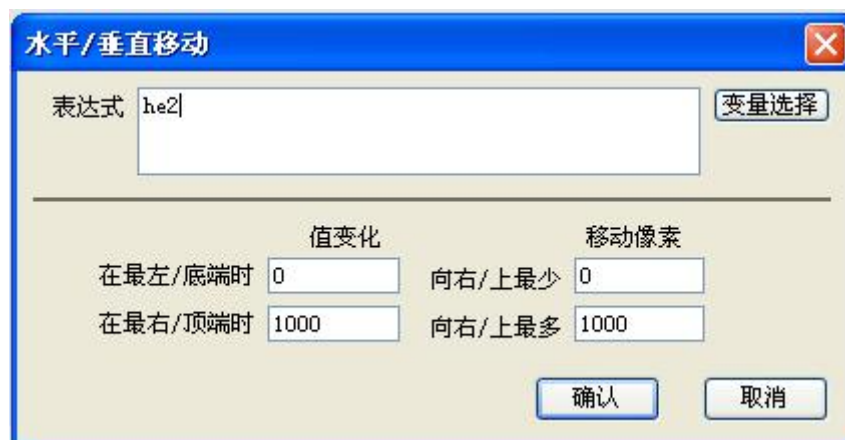 水平/垂直移动
表达式 he2 变量选择
值变化 移动像素
在最左/底端时 0 向右/上最少 0
在最右/顶端时 1000 向右/上最多 1000
确认 取消